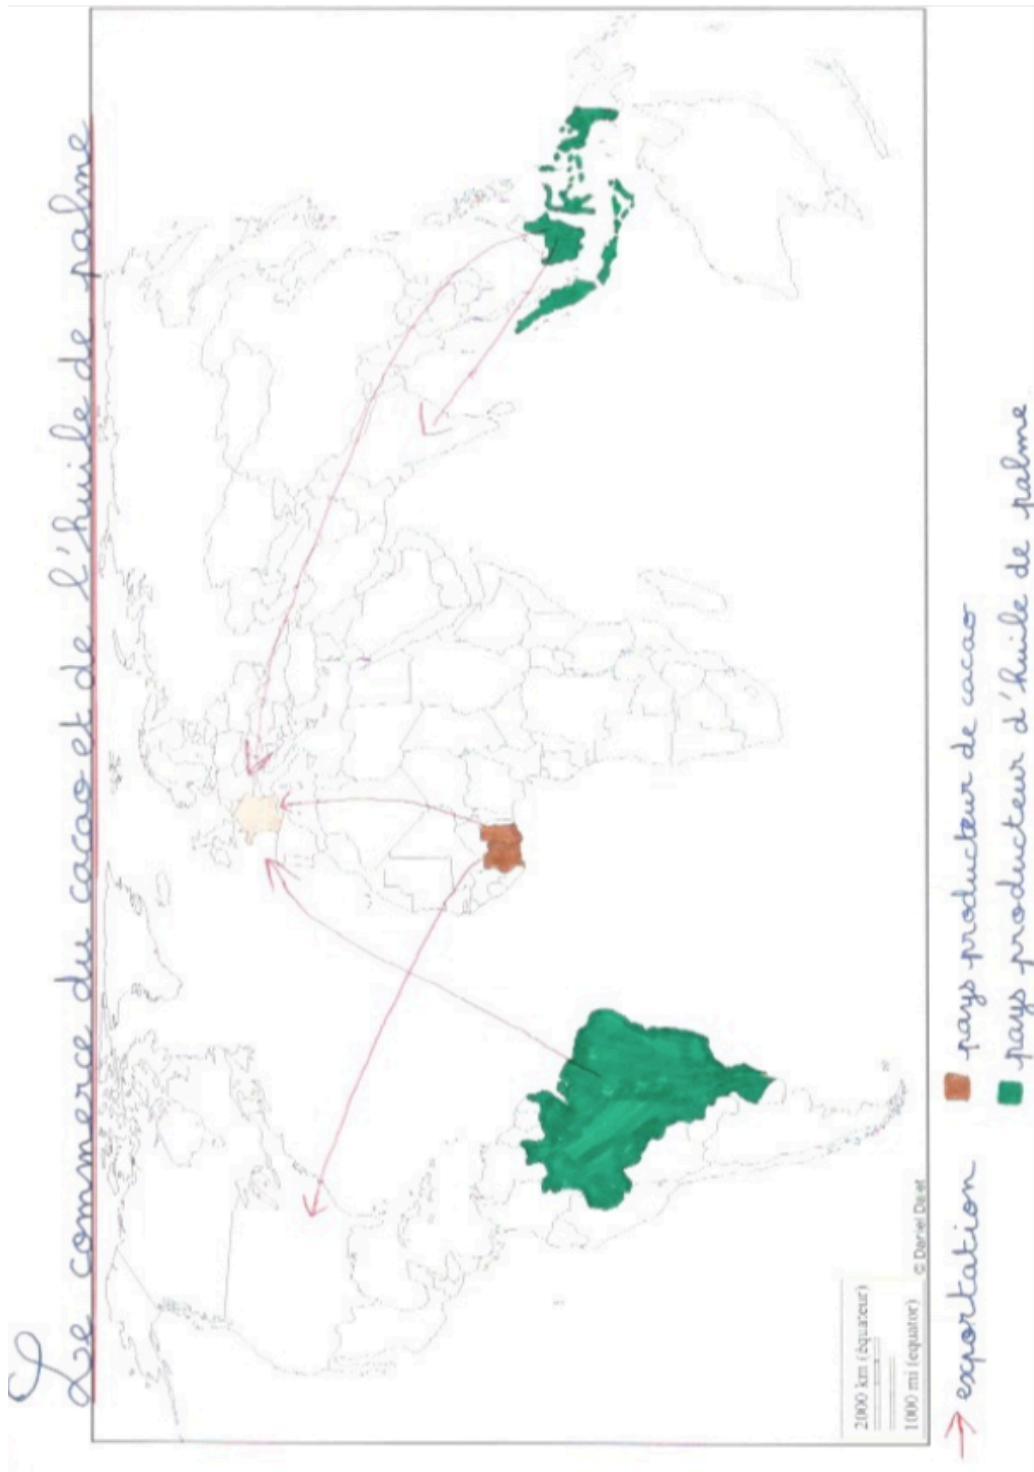 Le commerce du cacao et de l'huile de palme
2000 km (équateur)
1000 mi (equator)
© Daniel Dalet
→ exportation
pays producteur de cacao
pays producteur d'huile de palme